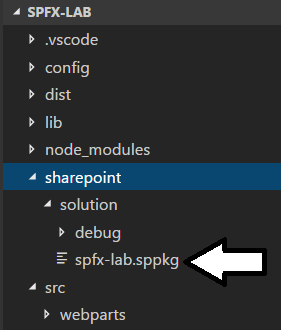 SPFX-LAB
.vscode
config
dist
lib
node_modules
sharepoint
solution
debug
spfx-lab.sppkg
src
webparts